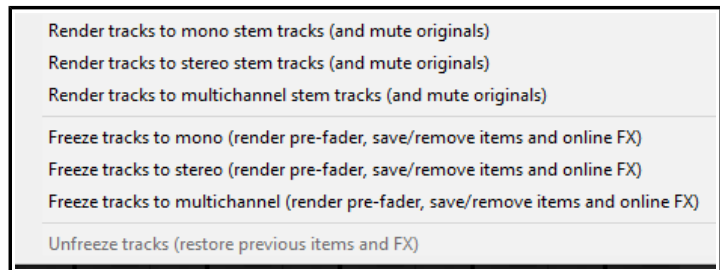 Render tracks to mono stem tracks (and mute originals)
Render tracks to stereo stem tracks (and mute originals)
Render tracks to multichannel stem tracks (and mute originals)
Freeze tracks to mono (render pre-fader, save/remove items and online FX)
Freeze tracks to stereo (render pre-fader, save/remove items and online FX)
Freeze tracks to multichannel (render pre-fader, save/remove items and online FX)
Unfreeze tracks (restore previous items and FX)